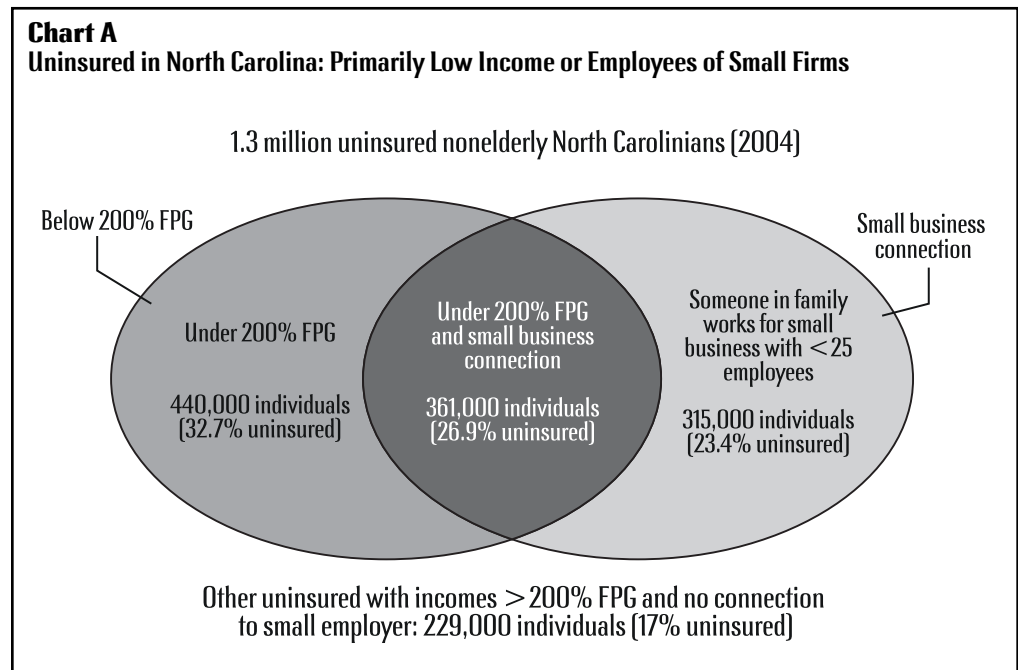 Chart A
Uninsured in North Carolina: Primarily Low Income or Employees of Small Firms
1.3 million uninsured nonelderly North Carolinians (2004)
Below 200% FPG
Small business
connection
Under 200% FPG
440,000 individuals
(32.7% uninsured)
Under 200% FPG
and small business
connection
361,000 individuals
(26.9% uninsured)
Someone in family
works for small
business with <25
employees
315,000 individuals
(23.4% uninsured)
Other uninsured with incomes >200% FPG and no connection
to small employer: 229,000 individuals (17% uninsured)